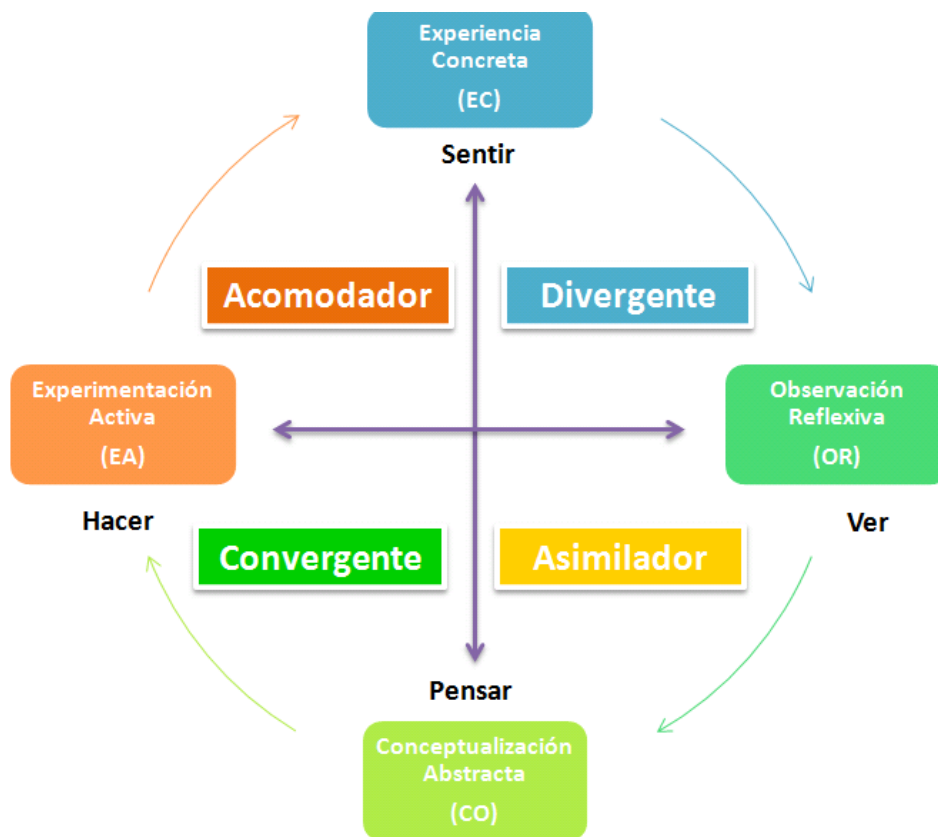 Experiencia
Concreta
(EC)
Sentir
Acomodador
Divergente
Experimentación
Activa
(EA)
Hacer
Observación
Reflexiva
(OR)
Ver
Convergente
Asimilador
Pensar
Conceptualización
Abstracta
(CO)